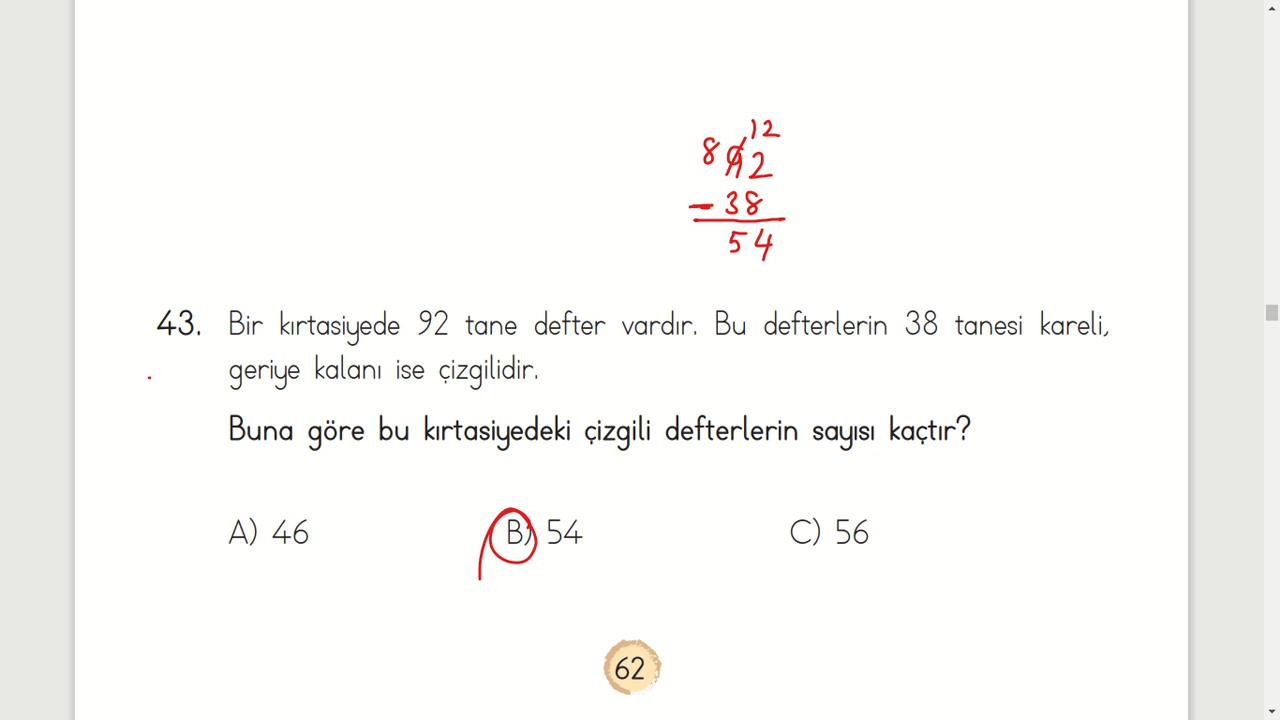 12
8 92
- 38
54
43. Bir kırtasiyede 92 tane defter vardır. Bu defterlerin 38 tanesi kareli,
geriye kalanı ise çizgilidir.
Buna göre bu kırtasiyedeki çizgili defterlerin sayısı kaçtır?
A) 46 B) 54 C) 56
62